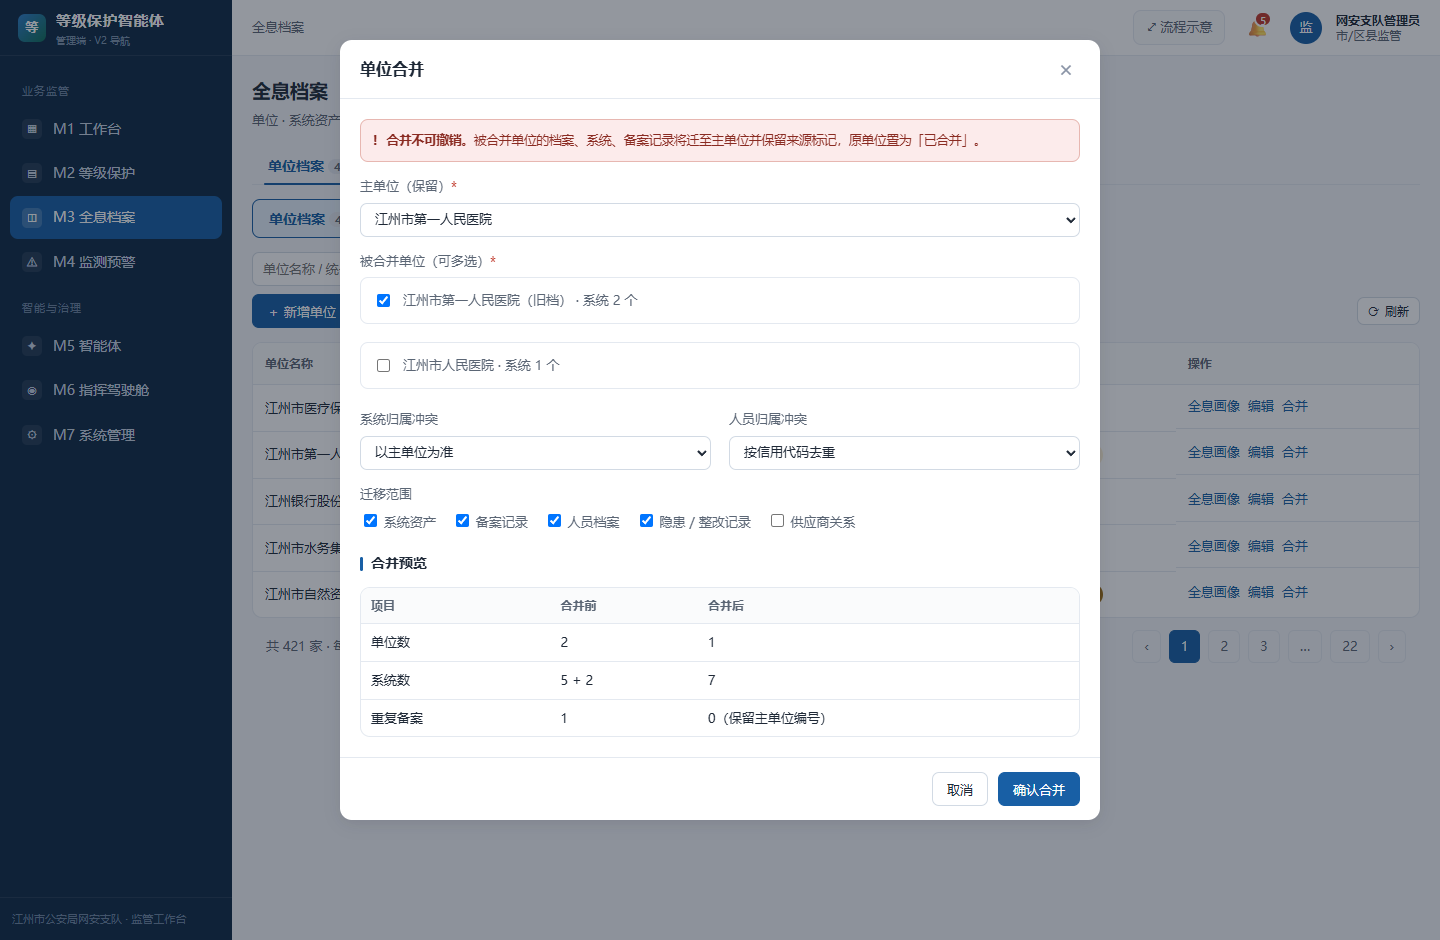 等
等级保护智能体
管理端 · V2 导航
业务监管
M1 工作台
M2 等级保护
M3 全息档案
M4 监测预警
智能与治理
M5 智能体
M6 指挥驾驶舱
M7 系统管理
江州市公安局网安支队 · 监管工作台
全息档案
流程示意
5
监
网安支队管理员
市/区县监管
全息档案
单位 · 系统资产
单位档案 4
单位档案 4
单位名称 / 统
+ 新增单位
刷新
单位名称
操作
江州市医疗保
全息画像 编辑 合并
江州市第一人
全息画像 编辑 合并
江州银行股份
全息画像 编辑 合并
江州市水务集
全息画像 编辑 合并
江州市自然资
全息画像 编辑 合并
共 421 家 · 每
‹ 1 2 3 ... 22 ›
单位合并
×
! 合并不可撤销。被合并单位的档案、系统、备案记录将迁至主单位并保留来源标记，原单位置为「已合并」。
主单位（保留）*
江州市第一人民医院
被合并单位（可多选）*
江州市第一人民医院（旧档） · 系统 2 个
江州市人民医院 · 系统 1 个
系统归属冲突
人员归属冲突
以主单位为准
按信用代码去重
迁移范围
系统资产 备案记录 人员档案 隐患 / 整改记录 供应商关系
合并预览
项目 合并前 合并后
单位数 2 1
系统数 5 + 2 7
重复备案 1 0（保留主单位编号）
取消
确认合并